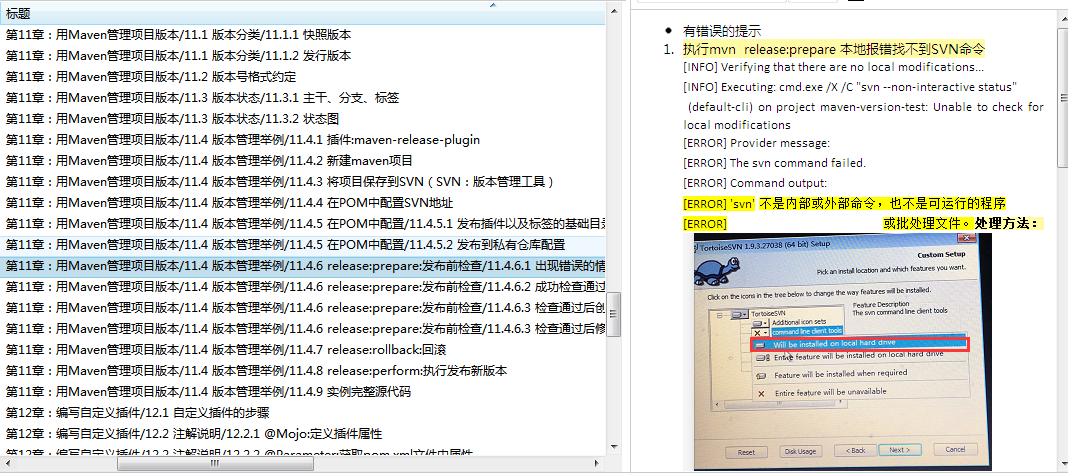 标题
第11章：用Maven管理项目版本/11.1 版本分类/11.1.1 快照版本
第11章：用Maven管理项目版本/11.1 版本分类/11.1.2 发行版本
第11章：用Maven管理项目版本/11.2 版本号格式约定
第11章：用Maven管理项目版本/11.3 版本状态/11.3.1 主干、分支、标签
第11章：用Maven管理项目版本/11.3 版本状态/11.3.2 状态图
第11章：用Maven管理项目版本/11.4 版本管理举例/11.4.1 插件:maven-release-plugin
第11章：用Maven管理项目版本/11.4 版本管理举例/11.4.2 新建maven项目
第11章：用Maven管理项目版本/11.4 版本管理举例/11.4.3 将项目保存到SVN（SVN：版本管理工具）
第11章：用Maven管理项目版本/11.4 版本管理举例/11.4.4 在POM中配置SVN地址
第11章：用Maven管理项目版本/11.4 版本管理举例/11.4.5 在POM中配置/11.4.5.1 发布插件以及标签的基础目录
第11章：用Maven管理项目版本/11.4 版本管理举例/11.4.5 在POM中配置/11.4.5.2 发布到私有仓库配置
第11章：用Maven管理项目版本/11.4 版本管理举例/11.4.6 release:prepare:发布前检查/11.4.6.1 出现错误的情
第11章：用Maven管理项目版本/11.4 版本管理举例/11.4.6 release:prepare:发布前检查/11.4.6.2 成功检查通过
第11章：用Maven管理项目版本/11.4 版本管理举例/11.4.6 release:prepare:发布前检查/11.4.6.3 检查通过后创
第11章：用Maven管理项目版本/11.4 版本管理举例/11.4.6 release:prepare:发布前检查/11.4.6.3 检查通过后修
第11章：用Maven管理项目版本/11.4 版本管理举例/11.4.7 release:rollback:回滚
第11章：用Maven管理项目版本/11.4 版本管理举例/11.4.8 release:perform:执行发布新版本
第11章：用Maven管理项目版本/11.4 版本管理举例/11.4.9 实例完整源代码
第12章：编写自定义插件/12.1 自定义插件的步骤
第12章：编写自定义插件/12.2 注解说明/12.2.1 @Mojo:定义插件属性
第12章：编写自定义插件/12.2 注解说明/12.2.2 @Parameter:获取pom.xml文件中属性
有错误的提示
1. 执行mvn release:prepare 本地报错找不到SVN命令
[INFO] Verifying that there are no local modifications...
[INFO] Executing: cmd.exe /X /C "svn --non-interactive status"
(default-cli) on project maven-version-test: Unable to check for
local modifications
[ERROR] Provider message:
[ERROR] The svn command failed.
[ERROR] Command output:
[ERROR] 'svn' 不是内部或外部命令，也不是可运行的程序
[ERROR] 或批处理文件。处理方法：
TortoiseSVN 1.9.3.27038 (64 bit) Setup
Custom Setup
Pick an install location and which features you want.
Click on the icons in the tree below to change the way features will be installed.
TortoiseSVN
Additional icon sets
command line client tools
Feature Description
The svn command line client tools
Will be installed on local hard drive
Entire feature will be installed on local hard drive
Feature will be installed when required
Entire feature will be unavailable
Reset
Disk Usage
< Back
Next >
Cancel